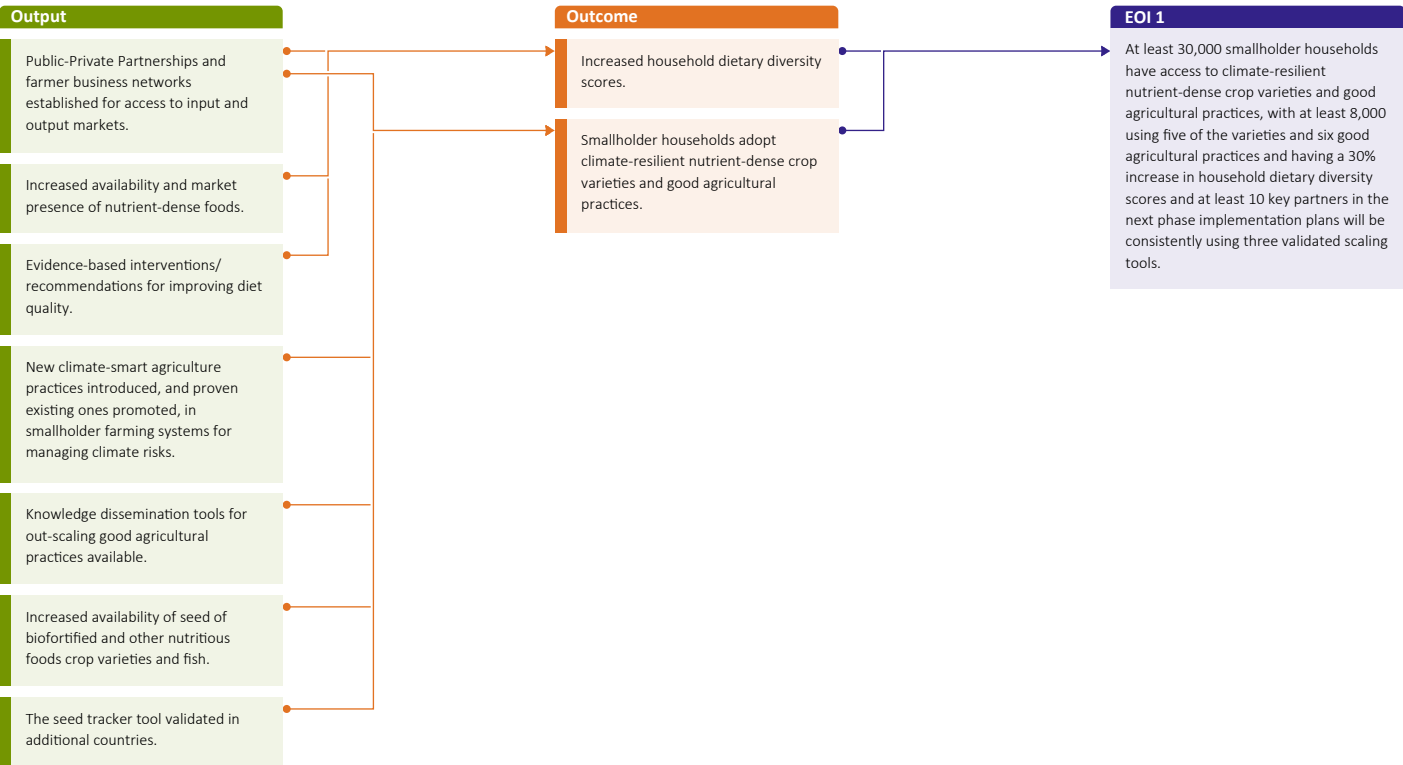 Output
Public-Private Partnerships and
farmer business networks
established for access to input and
output markets.
Increased availability and market
presence of nutrient-dense foods.
Evidence-based interventions/
recommendations for improving diet
quality.
New climate-smart agriculture
practices introduced, and proven
existing ones promoted, in
smallholder farming systems for
managing climate risks.
Knowledge dissemination tools for
out-scaling good agricultural
practices available.
Increased availability of seed of
biofortified and other nutritious
foods crop varieties and fish.
The seed tracker tool validated in
additional countries.
Outcome
Increased household dietary diversity
scores.
Smallholder households adopt
climate-resilient nutrient-dense crop
varieties and good agricultural
practices.
EOI 1
At least 30,000 smallholder households
have access to climate-resilient
nutrient-dense crop varieties and good
agricultural practices, with at least 8,000
using five of the varieties and six good
agricultural practices and having a 30%
increase in household dietary diversity
scores and at least 10 key partners in the
next phase implementation plans will be
consistently using three validated scaling
tools.